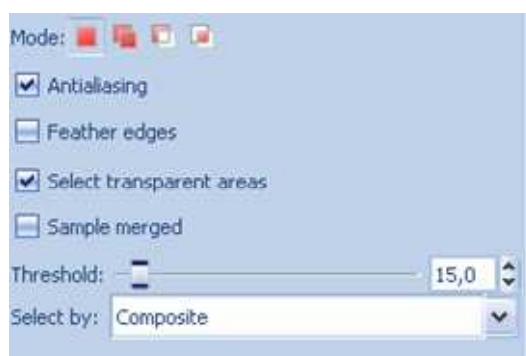 Mode:
Antialiasing
Feather edges
Select transparent areas
Sample merged
Threshold: 15,0
Select by: Composite